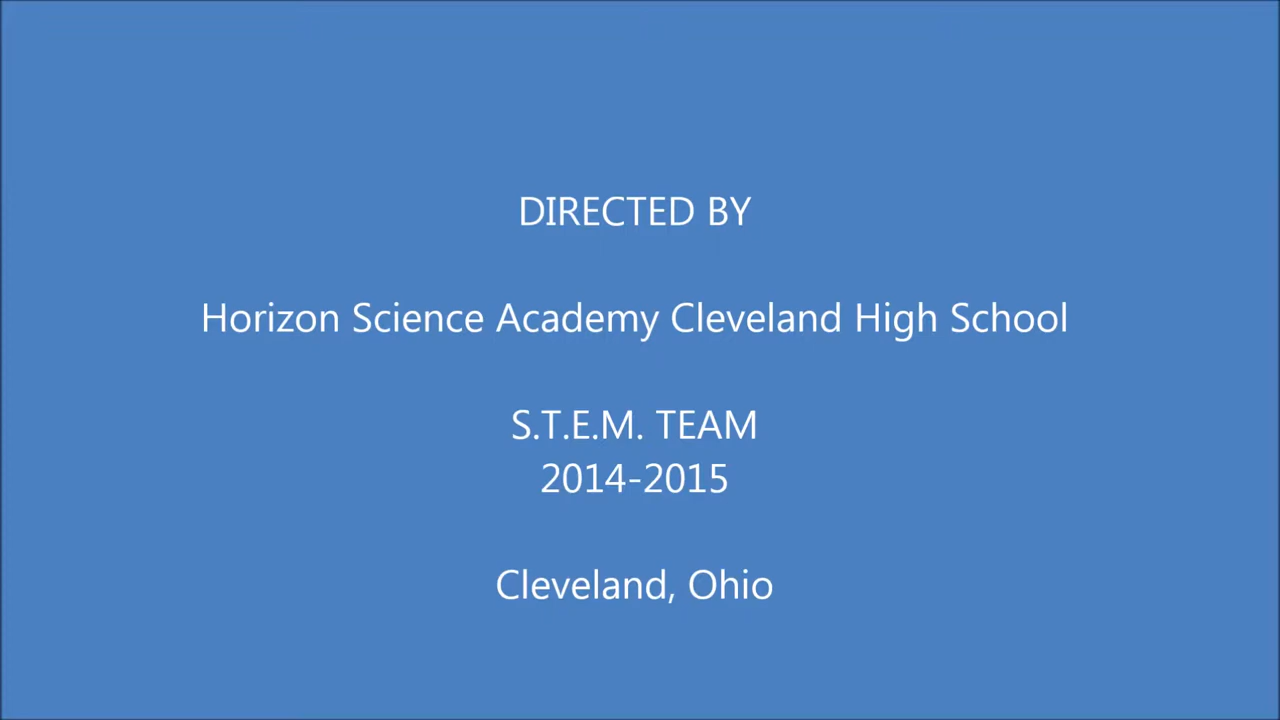 DIRECTED BY
Horizon Science Academy Cleveland High School
S.T.E.M. TEAM
2014-2015
Cleveland, Ohio